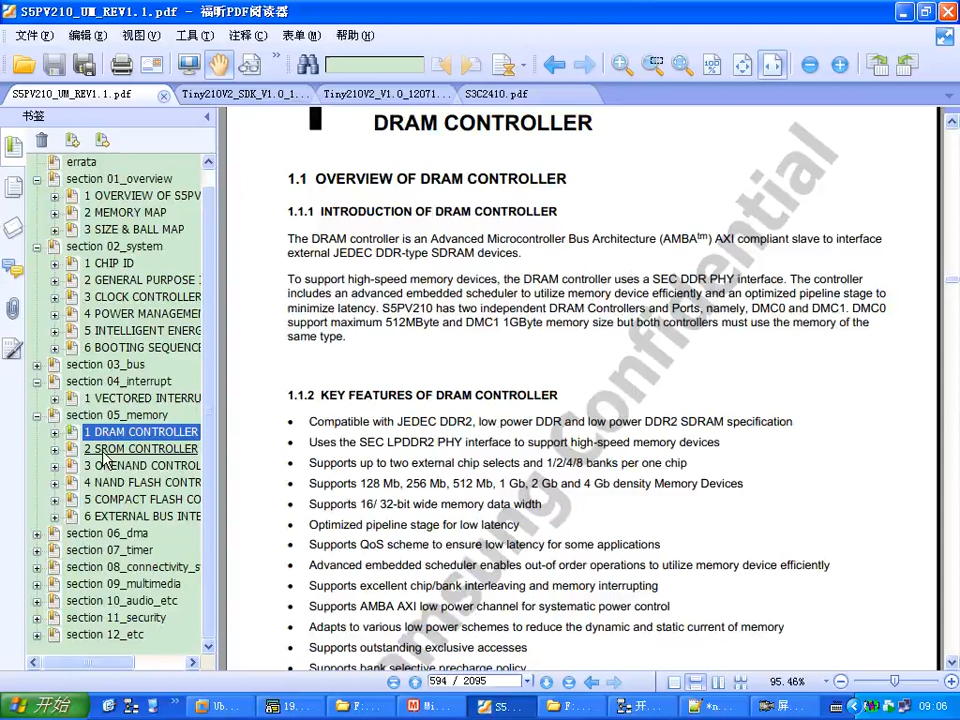 S5PV210_UM_REV1.1.pdf - 福昕PDF阅读器
文件(F) 编辑(E) 视图(V) 工具(T) 注释(C) 表单(M) 帮助(H)
S5PV210_UM_REV1.1.pdf Tiny210V2_SDK_V1.0_1... Tiny210V2_V1.0_12071... S3C2410.pdf
书签
errata
section 01_overview
1 OVERVIEW OF S5PV
2 MEMORY MAP
3 SIZE & BALL MAP
section 02_system
1 CHIP ID
2 GENERAL PURPOSE
3 CLOCK CONTROLLER
4 POWER MANAGEME
5 INTELLIGENT ENERG
6 BOOTING SEQUENCE
section 03_bus
section 04_interrupt
1 VECTORED INTERRU
section 05_memory
1 DRAM CONTROLLER
2 SROM CONTROLLER
3 ONENAND CONTROL
4 NAND FLASH CONTR
5 COMPACT FLASH CO
6 EXTERNAL BUS INTE
section 06_dma
section 07_timer
section 08_connectivity_s
section 09_multimedia
section 10_audio_etc
section 11_security
section 12_etc
DRAM CONTROLLER
1.1 OVERVIEW OF DRAM CONTROLLER
1.1.1 INTRODUCTION OF DRAM CONTROLLER
The DRAM controller is an Advanced Microcontroller Bus Architecture (AMBAtm) AXI compliant slave to interface
external JEDEC DDR-type SDRAM devices.
To support high-speed memory devices, the DRAM controller uses a SEC DDR PHY interface. The controller
includes an advanced embedded scheduler to utilize memory device efficiently and an optimized pipeline stage to
minimize latency. S5PV210 has two independent DRAM Controllers and Ports, namely, DMC0 and DMC1. DMC0
support maximum 512MByte and DMC1 1GByte memory size but both controllers must use the memory of the
same type.
1.1.2 KEY FEATURES OF DRAM CONTROLLER
• Compatible with JEDEC DDR2, low power DDR and low power DDR2 SDRAM specification
• Uses the SEC LPDDR2 PHY interface to support high-speed memory devices
• Supports up to two external chip selects and 1/2/4/8 banks per one chip
• Supports 128 Mb, 256 Mb, 512 Mb, 1 Gb, 2 Gb and 4 Gb density Memory Devices
• Supports 16/ 32-bit wide memory data width
• Optimized pipeline stage for low latency
• Supports QoS scheme to ensure low latency for some applications
• Advanced embedded scheduler enables out-of order operations to utilize memory device efficiently
• Supports excellent chip/bank interleaving and memory interrupting
• Supports AMBA AXI low power channel for systematic power control
• Adapts to various low power schemes to reduce the dynamic and static current of memory
• Supports outstanding exclusive accesses
• Supports bank selective precharge policy
amsung Confidential
594 / 2095
95.46%
开始 Ub... 19... F:... Mi... S5... F:... 开... *n... 屏... 09:06